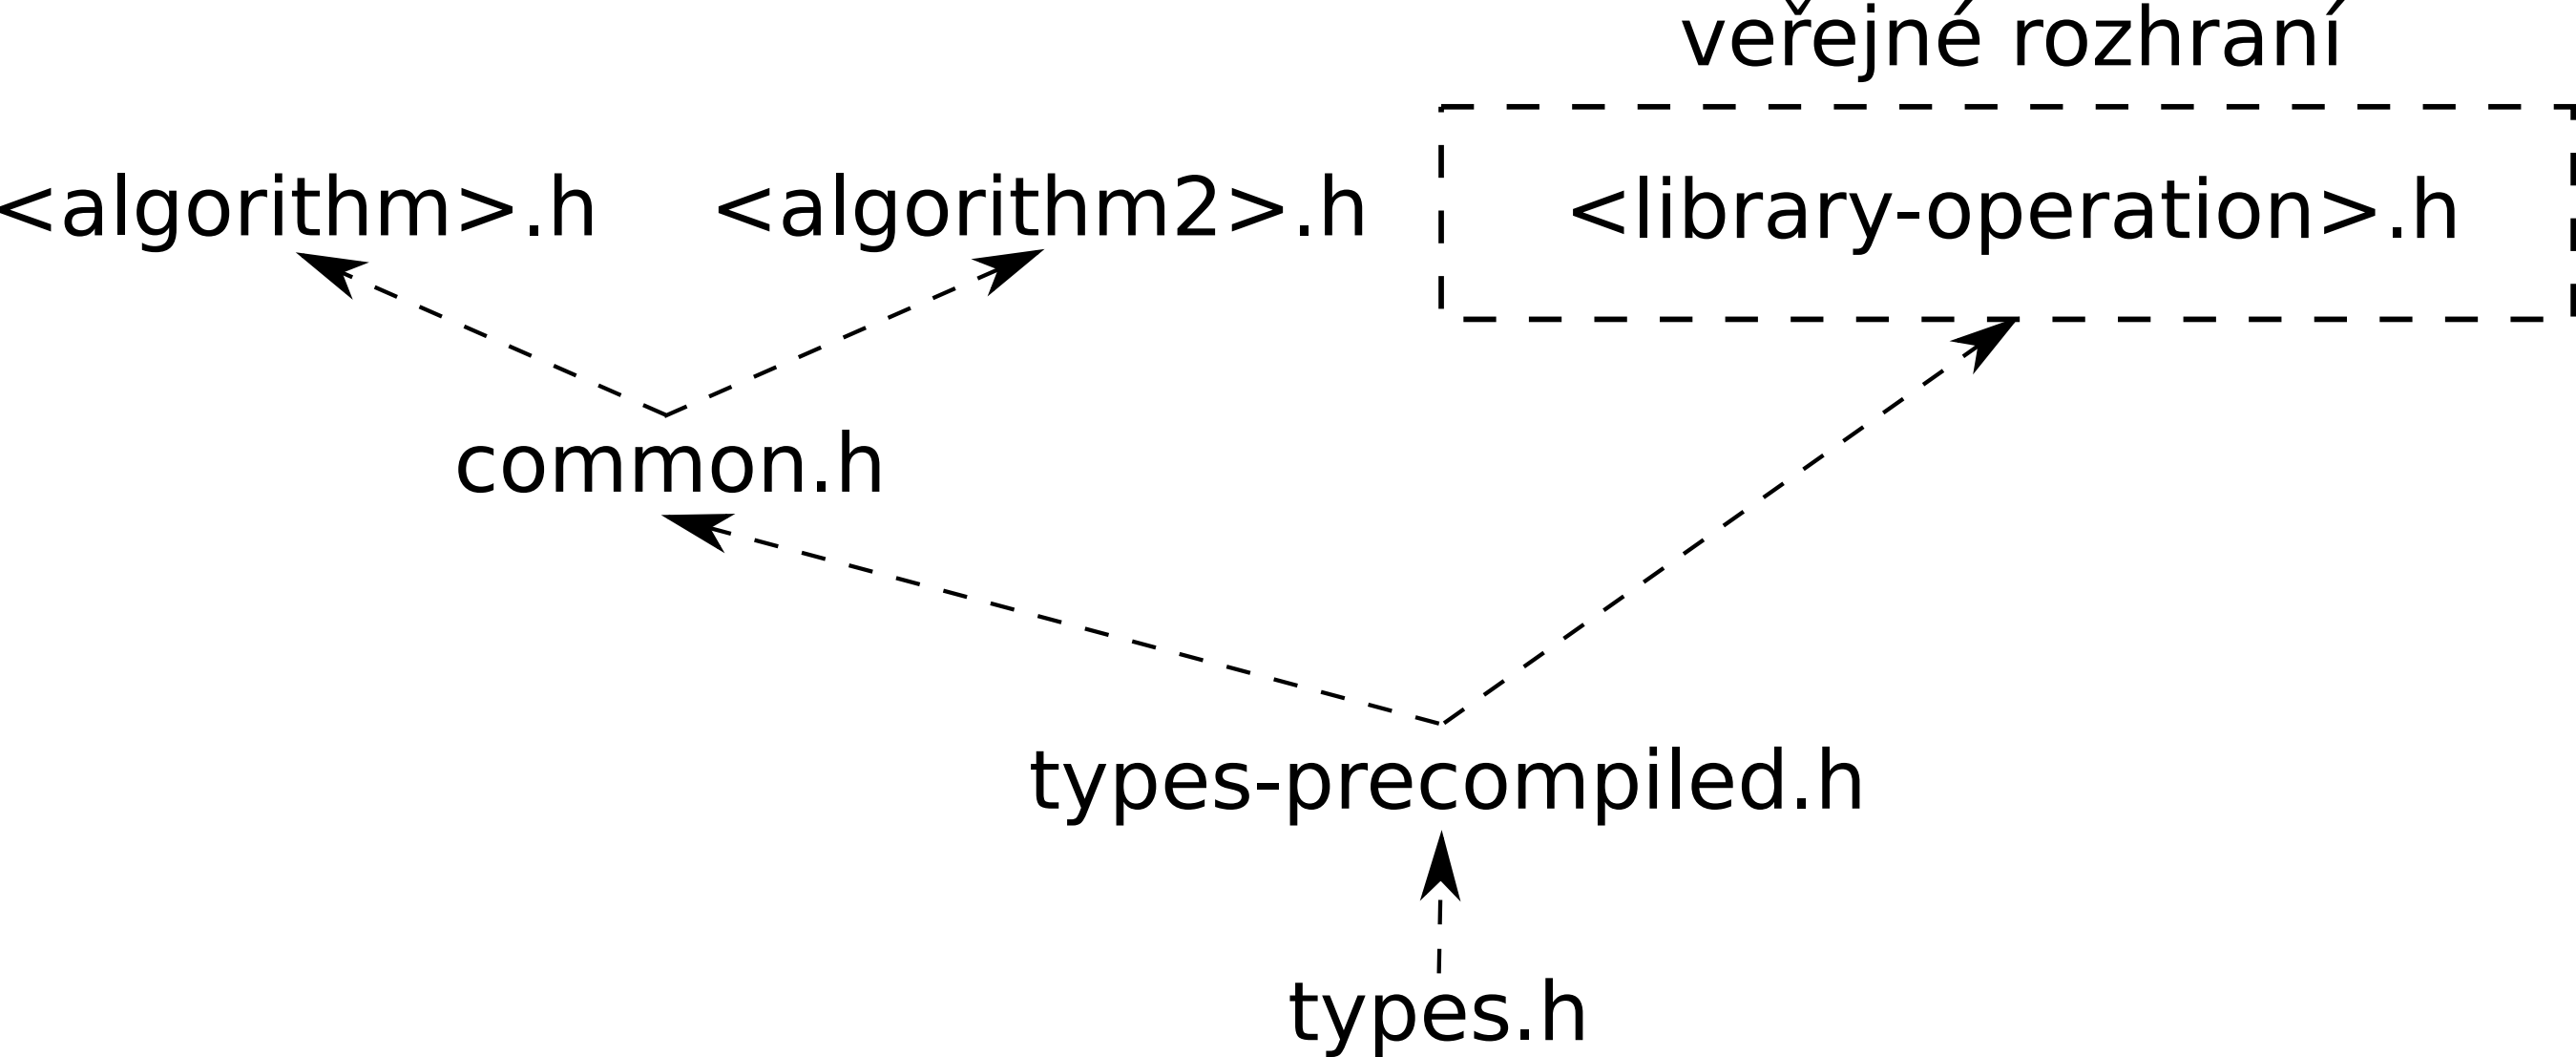 veřejné rozhraní
<algorithm>.h
<algorithm2>.h
<library-operation>.h
common.h
types-precompiled.h
types.h